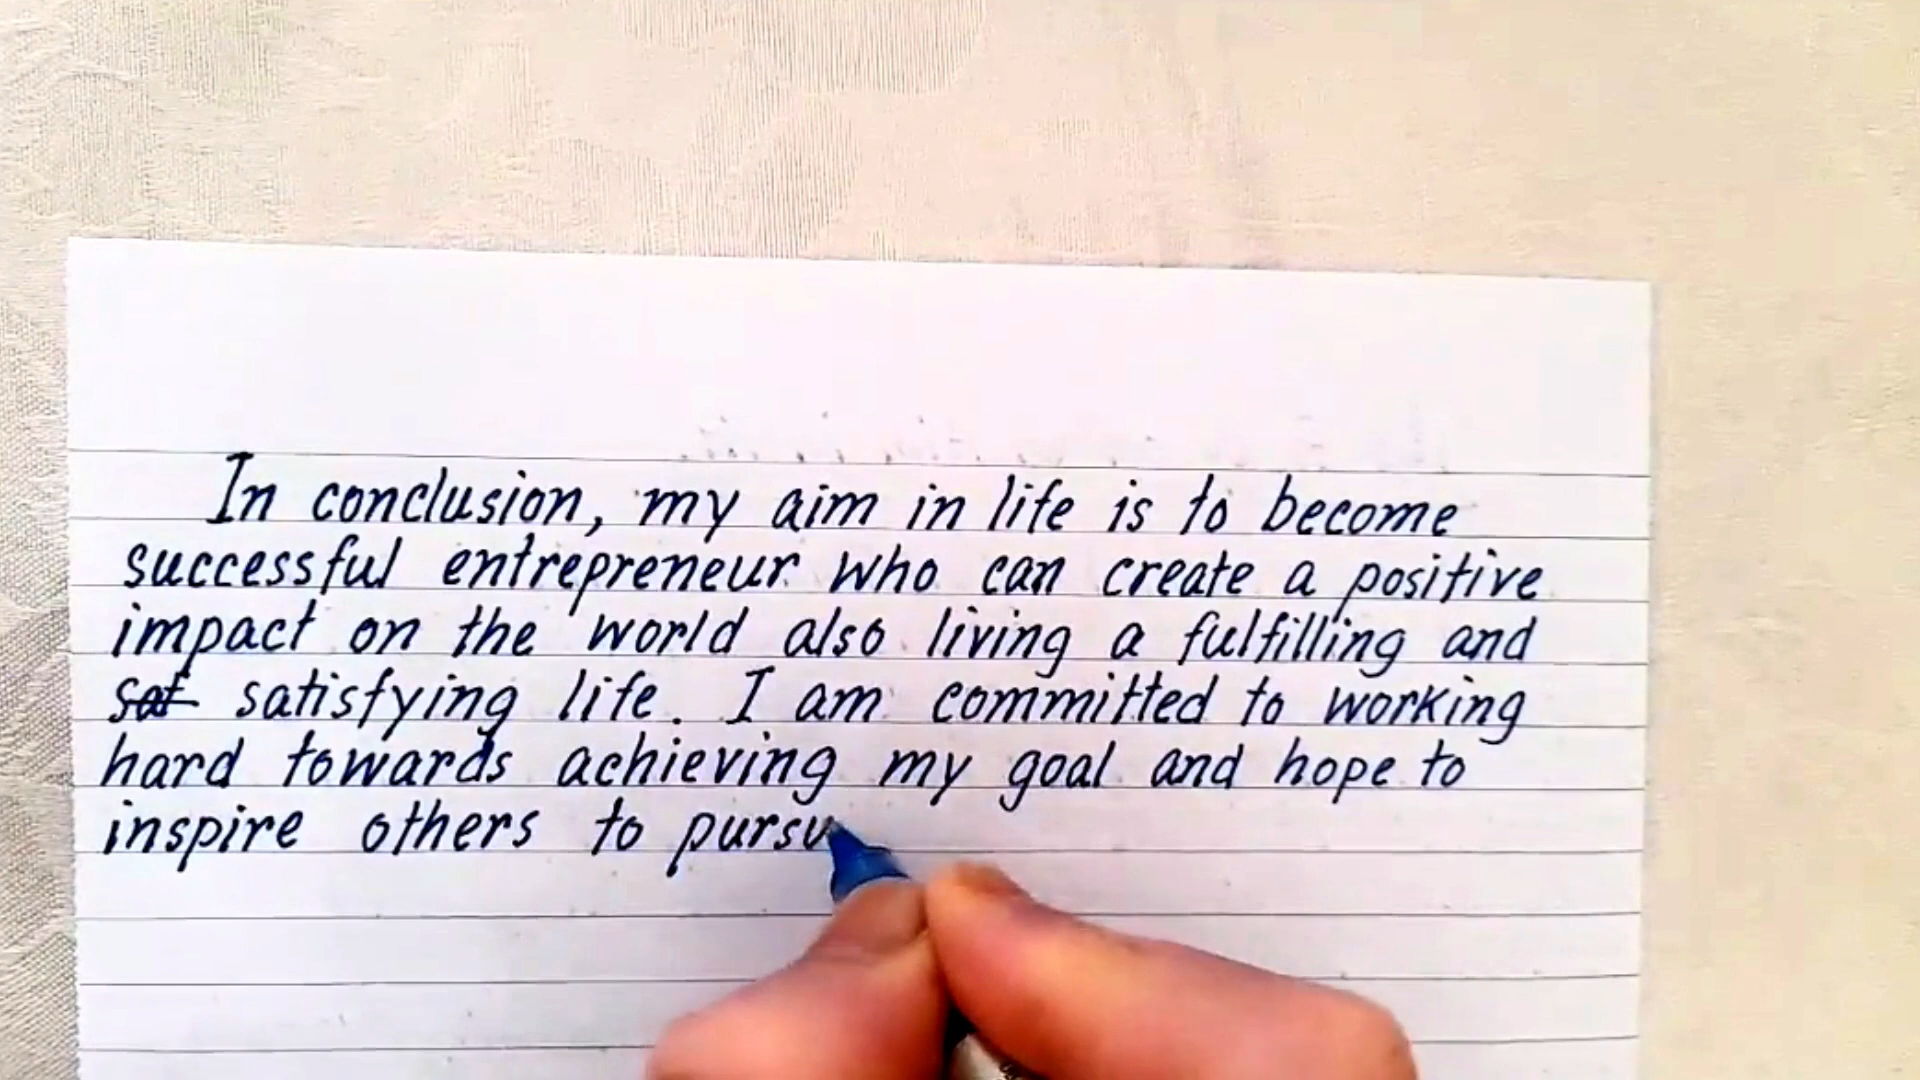 In conclusion, my aim in life is to become
successful entrepreneur who can create a positive
impact on the world also living a fulfilling and
sat satisfying life. I am committed to working
hard towards achieving my goal and hope to
inspire others to pursu